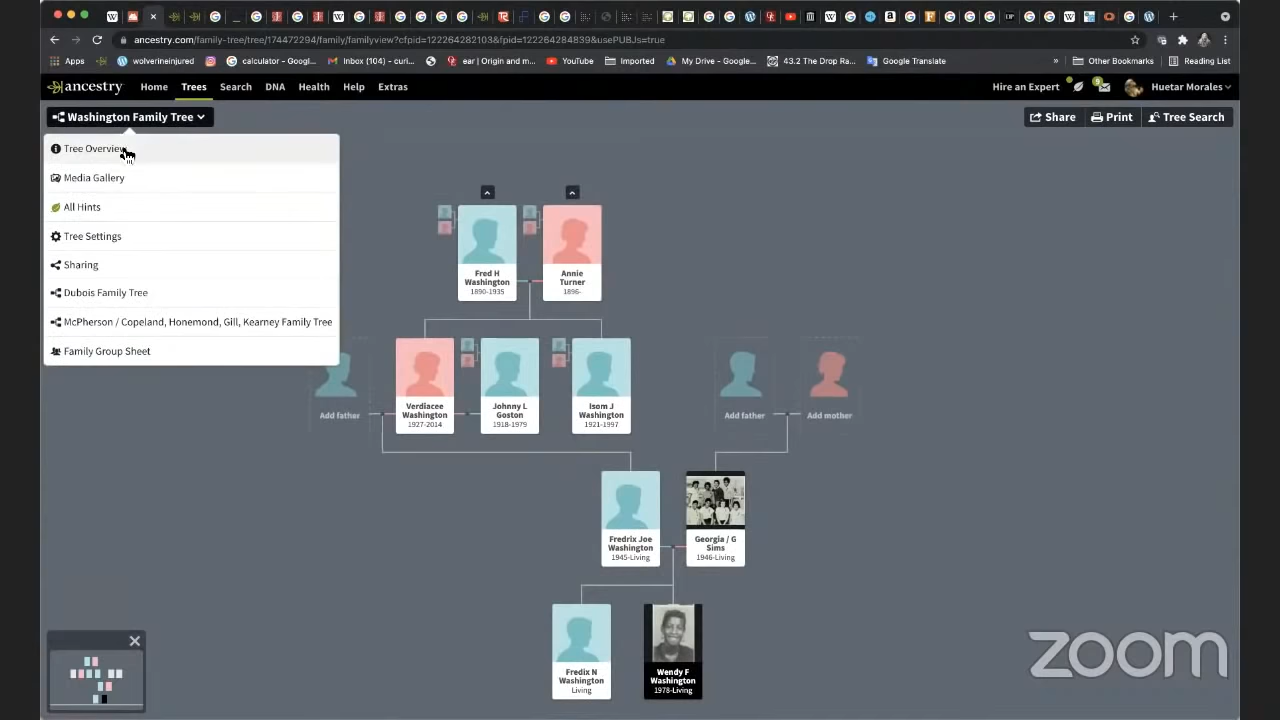 ancestry.com/family-tree/tree/174472294/family/familyview?cfpid=122264282103&fpid=122264284839&usePUBJs=true
Apps
wolverineinjured
calculator - Googl...
Inbox (104) - curi...
ear | Origin and m...
YouTube
Imported
My Drive - Google...
43.2 The Drop Ra...
Google Translate
»
Other Bookmarks
Reading List
ancestry
Home
Trees
Search
DNA
Health
Help
Extras
Hire an Expert
9
Huetar Morales
Washington Family Tree
Share
Print
Tree Search
Tree Overview
Media Gallery
All Hints
Tree Settings
Sharing
Dubois Family Tree
McPherson / Copeland, Honemond, Gill, Kearney Family Tree
Family Group Sheet
Fred H
Washington
1890-1935
Annie
Turner
1896-
Add father
Verdiacee
Washington
1927-2014
Johnny L
Goston
1918-1979
Isom J
Washington
1921-1997
Add father
Add mother
Fredrix Joe
Washington
1945-Living
Georgia / G
Sims
1946-Living
Fredix N
Washington
Living
Wendy F
Washington
1978-Living
zoom